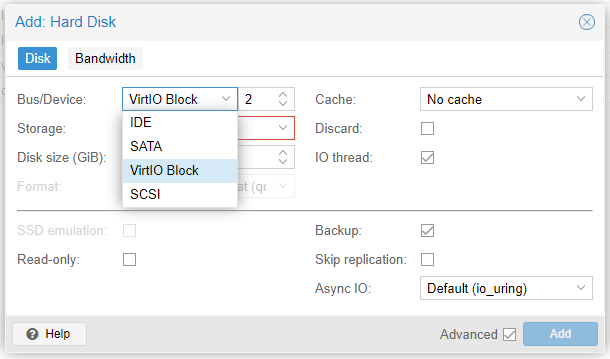 Add: Hard Disk
Disk Bandwidth
Bus/Device: VirtIO Block 2 Cache: No cache
IDE
Storage: Discard:
SATA
Disk size (GiB): IO thread:
VirtIO Block
Format:
SCSI
SSD emulation: Backup:
Read-only: Skip replication:
Async IO: Default (io_uring)
Help Advanced Add